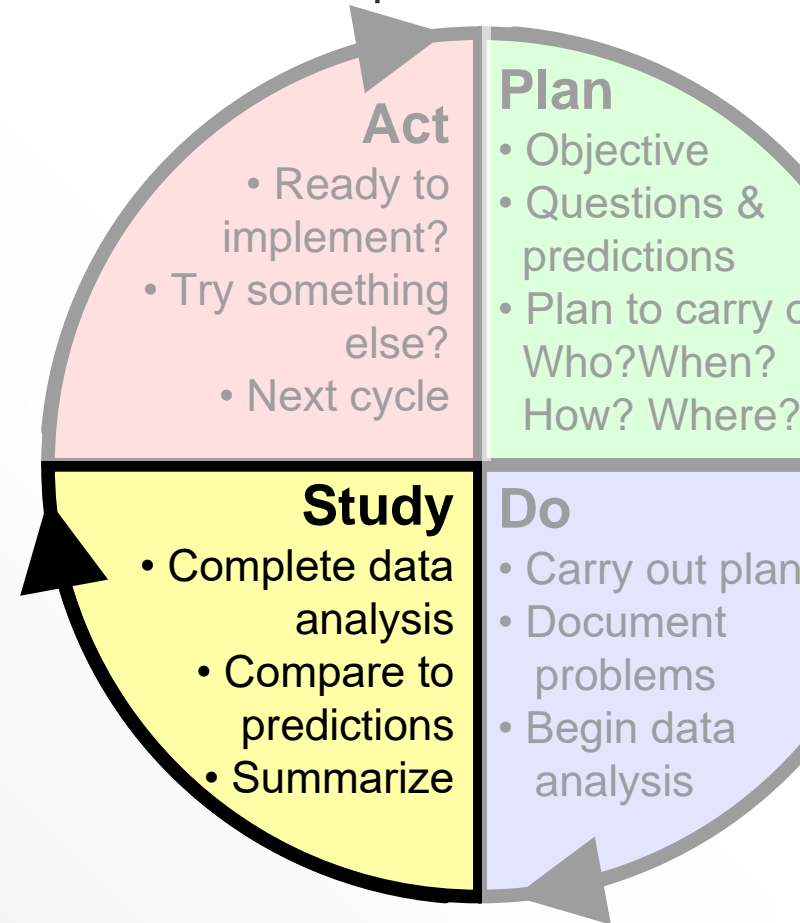 Act
• Ready to
implement?
• Try something
else?
• Next cycle
Plan
• Objective
• Questions &
predictions
• Plan to carry
Who?When?
How? Where?
Study
• Complete data
analysis
• Compare to
predictions
• Summarize
Do
• Carry out plan
• Document
problems
• Begin data
analysis